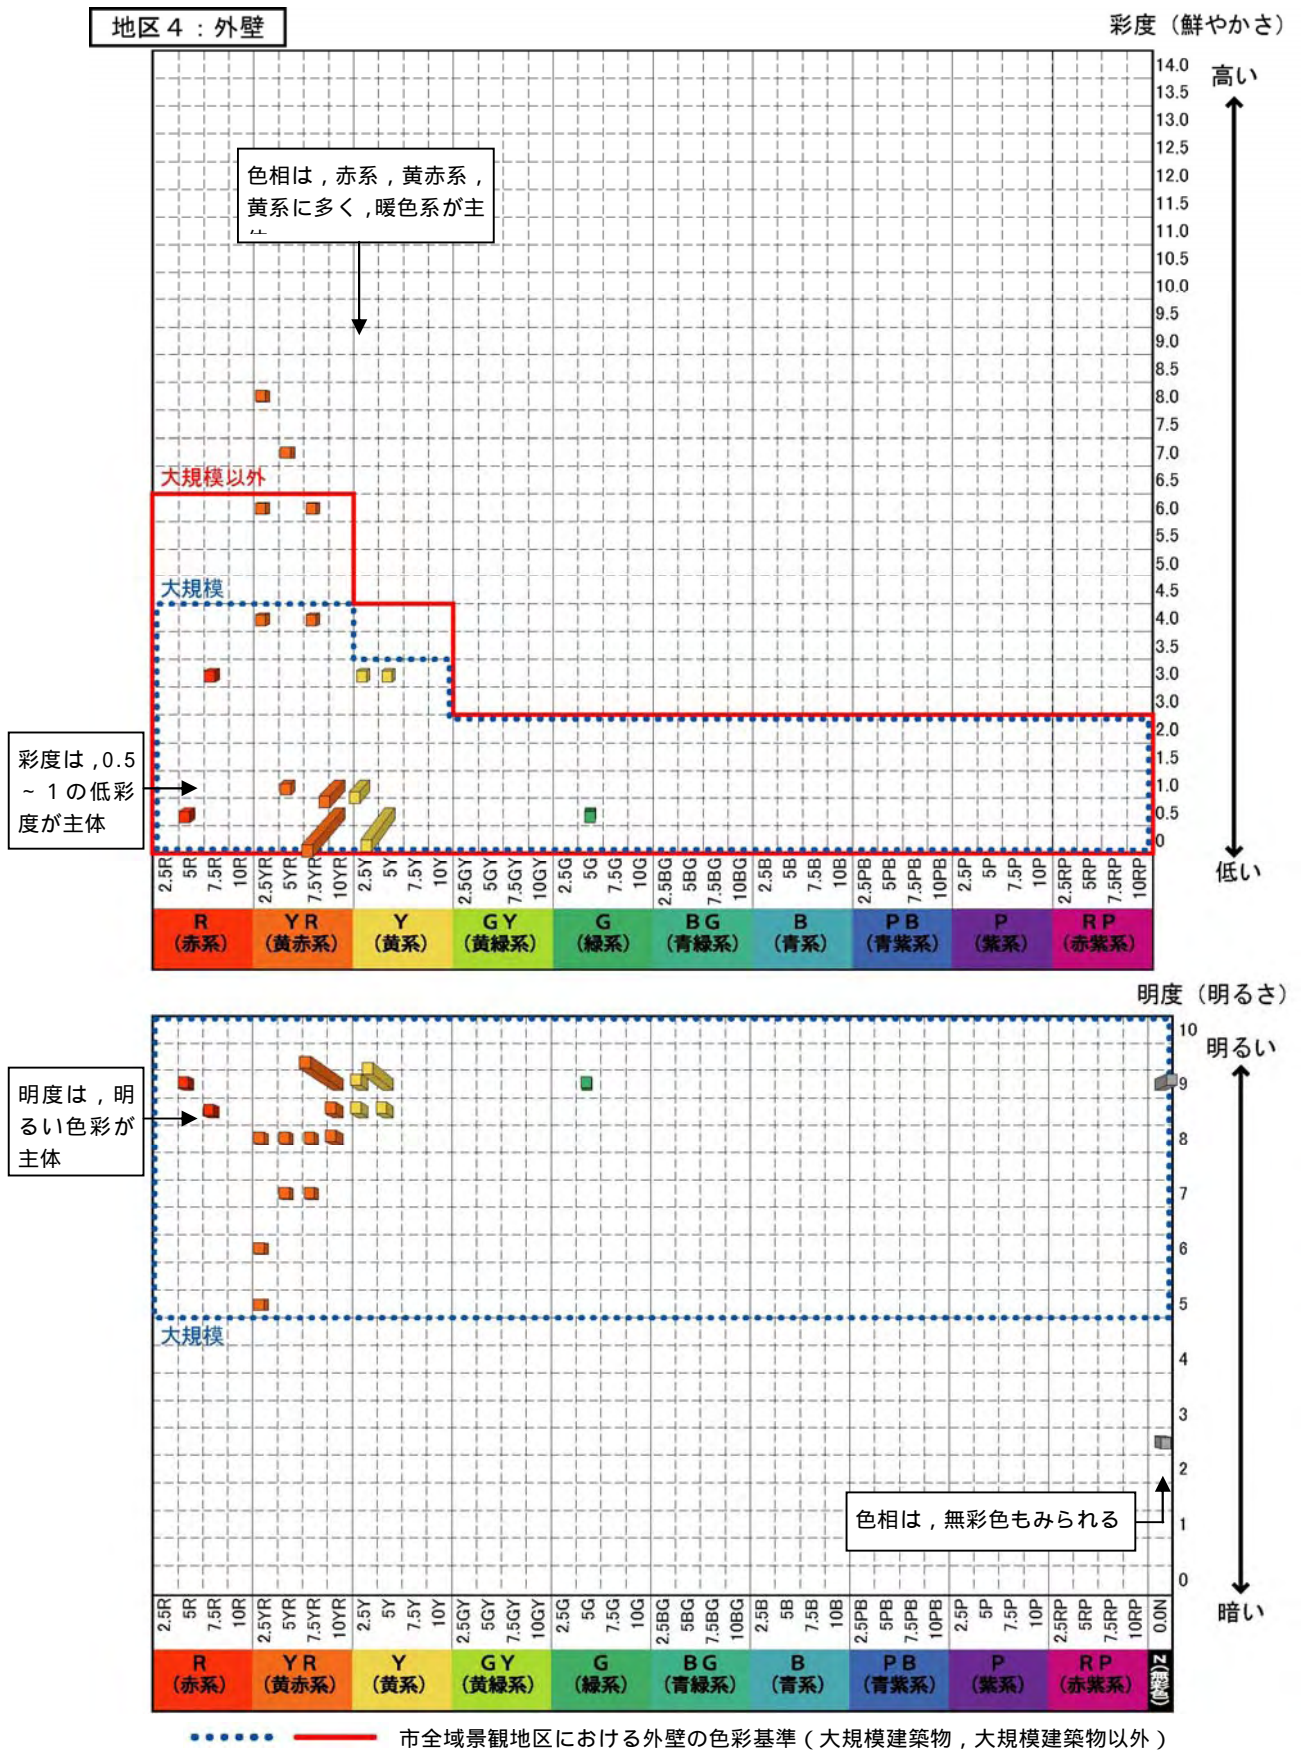 地区４：外壁
彩度（鮮やかさ）
14.0
高い
13.5
13.0
12.5
12.0
11.5
11.0
10.5
10.0
9.5
9.0
8.5
8.0
7.5
7.0
6.5
6.0
5.5
5.0
4.5
4.0
3.5
3.0
3.0
2.0
1.5
1.0
0.5
0
低い
色相は，赤系，黄赤系，
黄系に多く，暖色系が主
大規模以外
大規模
彩度は，0.5
～１の低彩
度が主体
2.5R 5R 7.5R 10R 2.5YR 5YR 7.5YR 10YR 2.5Y 5Y 7.5Y 10Y 2.5GY 5GY 7.5GY 10GY 2.5G 5G 7.5G 10G 2.5BG 5BG 7.5BG 10BG 2.5B 5B 7.5B 10B 2.5PB 5PB 7.5PB 10PB 2.5P 5P 7.5P 10P 2.5RP 5RP 7.5RP 10RP
R YR Y GY G BG B PB P RP
（赤系） （黄赤系） （黄系） （黄緑系） （緑系） （青緑系） （青系） （青紫系） （紫系） （赤紫系）
明度（明るさ）
10
明るい
9
8
7
6
5
4
3
2
1
0
暗い
明度は，明
るい色彩が
主体
大規模
色相は，無彩色もみられる
2.5R 5R 7.5R 10R 2.5YR 5YR 7.5YR 10YR 2.5Y 5Y 7.5Y 10Y 2.5GY 5GY 7.5GY 10GY 2.5G 5G 7.5G 10G 2.5BG 5BG 7.5BG 10BG 2.5B 5B 7.5B 10B 2.5PB 5PB 7.5PB 10PB 2.5P 5P 7.5P 10P 2.5RP 5RP 7.5RP 10RP 0.0N
R YR Y GY G BG B PB P RP N（無彩色）
（赤系） （黄赤系） （黄系） （黄緑系） （緑系） （青緑系） （青系） （青紫系） （紫系） （赤紫系）
市全域景観地区における外壁の色彩基準（大規模建築物，大規模建築物以外）